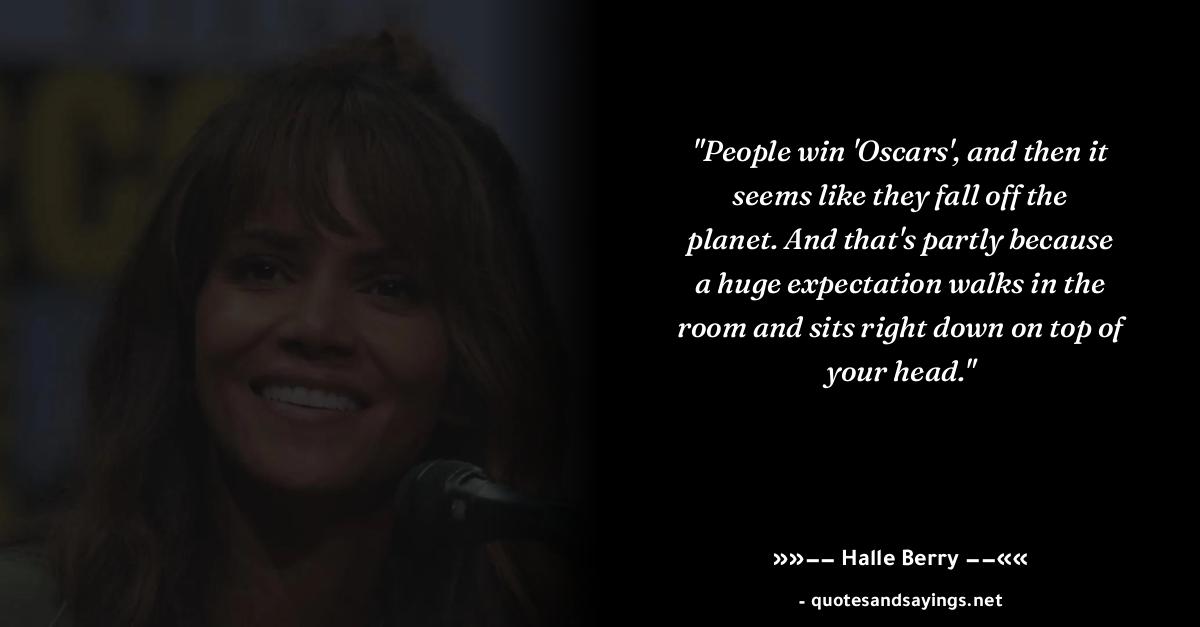 "People win 'Oscars', and then it
seems like they fall off the
planet. And that's partly because
a huge expectation walks in the
room and sits right down on top of
your head."
»»–– Halle Berry ––««
- quotesandsayings.net